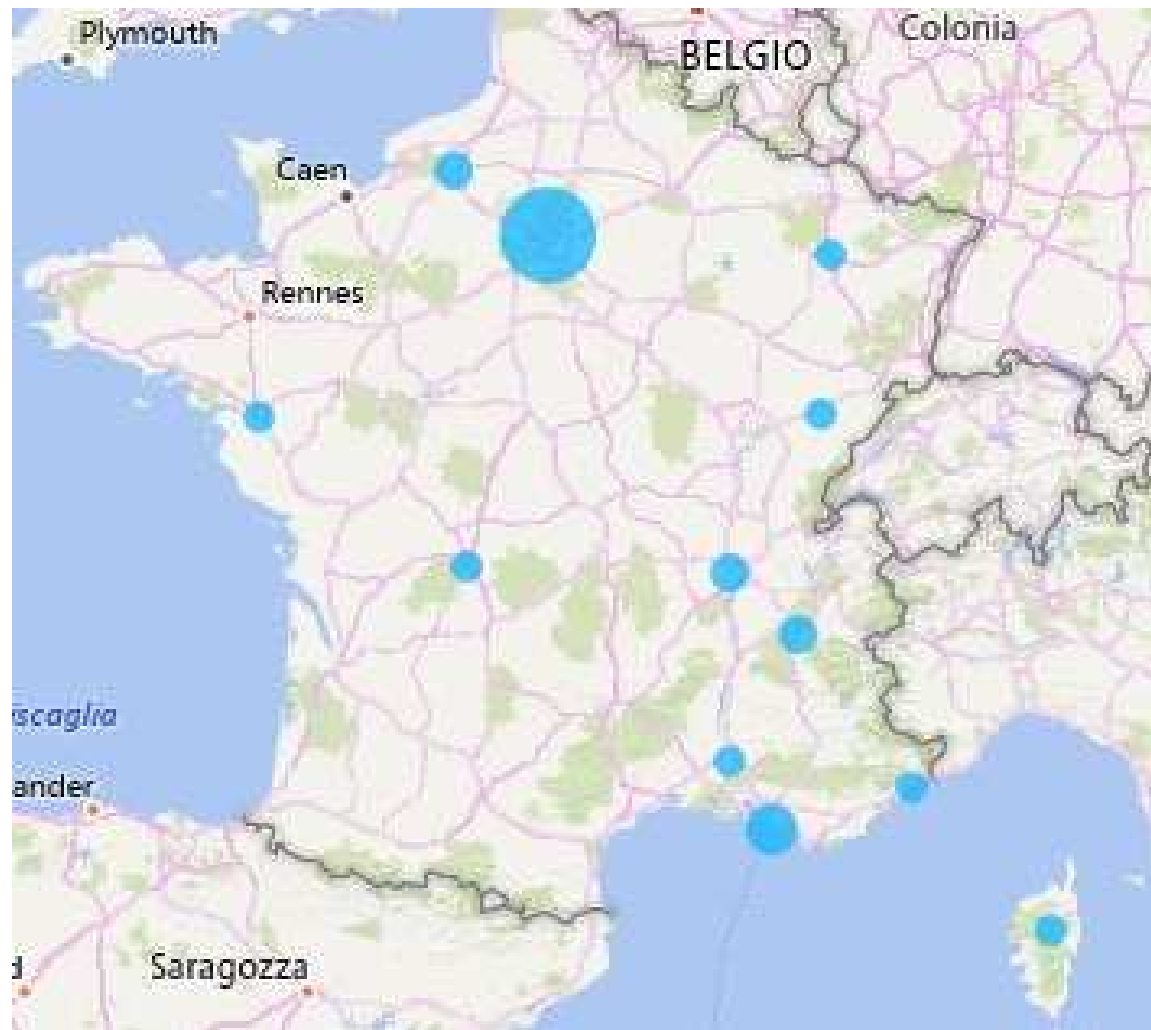 Plymouth
BELGIO
Colonia
Caen
Rennes
iscaglia
ander
d
Saragozza